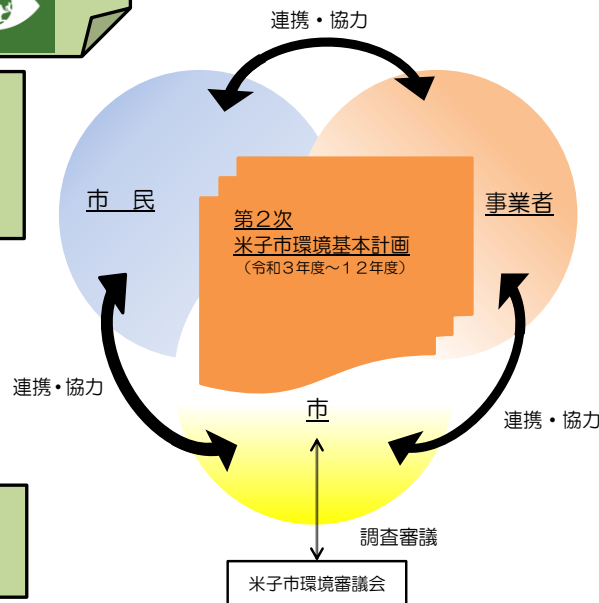 連携・協力
市　民
事業者
第２次
米子市環境基本計画
（令和３年度～１２年度）
連携・協力
市
連携・協力
調査審議
米子市環境審議会